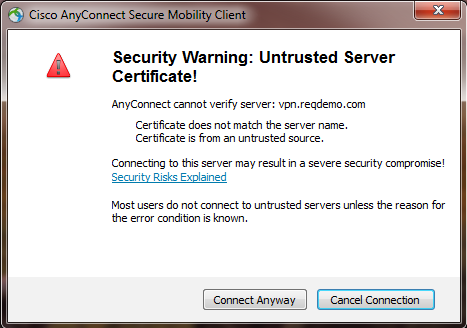 Cisco AnyConnect Secure Mobility Client
Security Warning: Untrusted Server
Certificate!
AnyConnect cannot verify server: vpn.reqdemo.com
Certificate does not match the server name.
Certificate is from an untrusted source.
Connecting to this server may result in a severe security compromise!
Security Risks Explained
Most users do not connect to untrusted servers unless the reason for
the error condition is known.
Connect Anyway
Cancel Connection